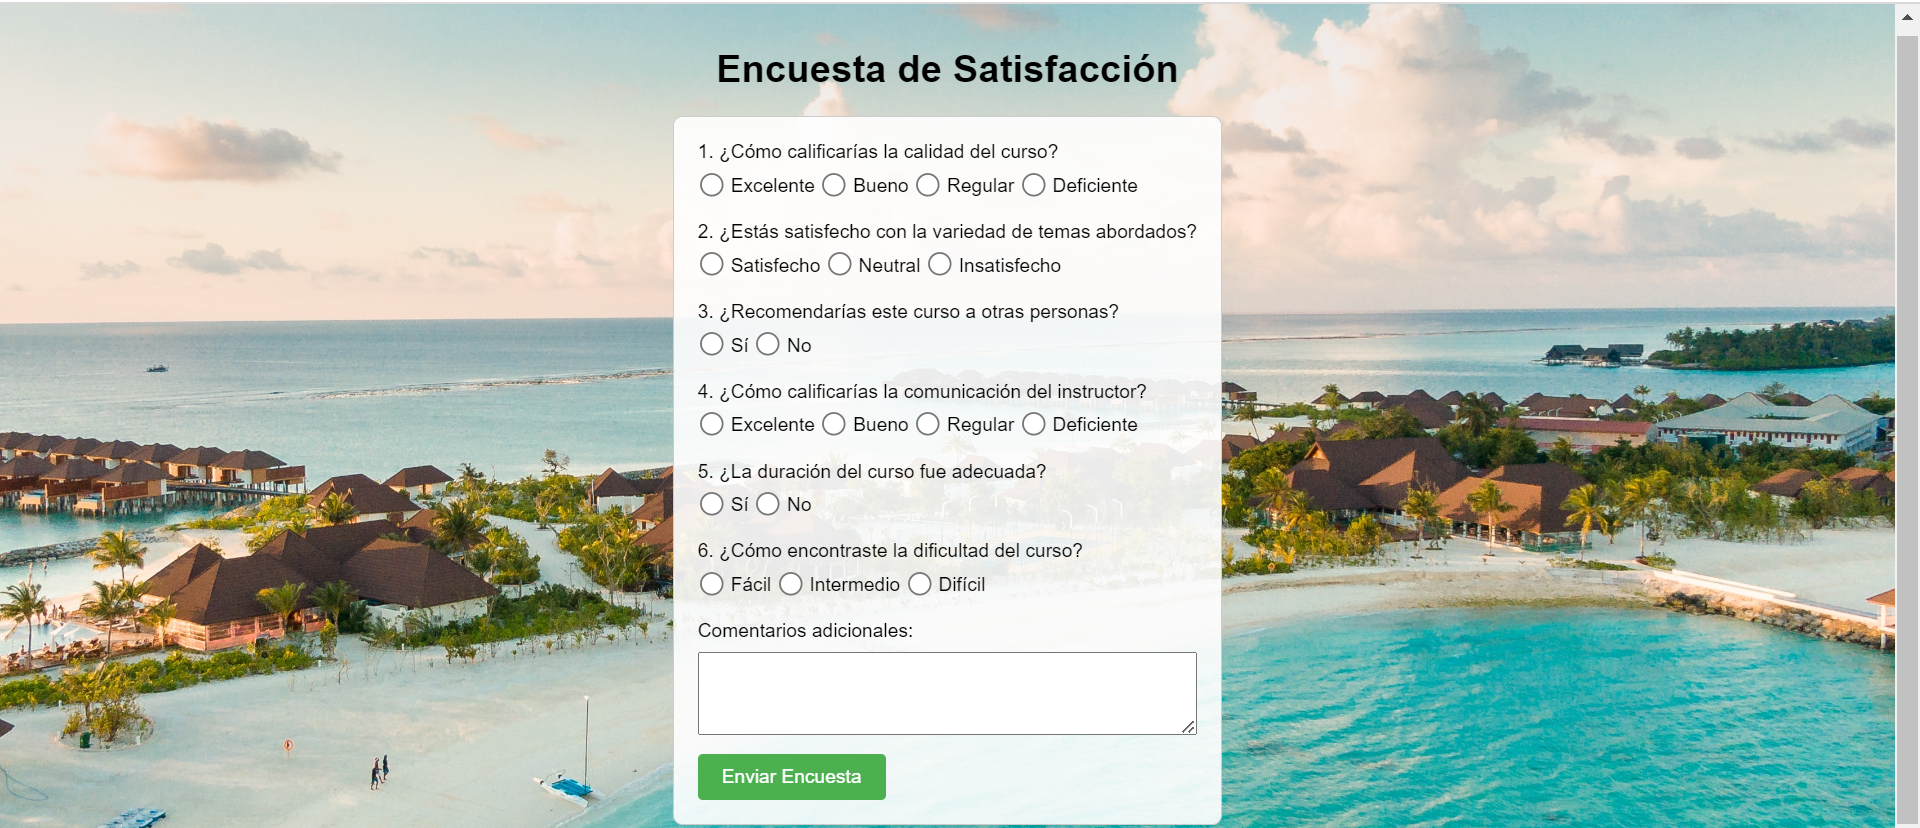 Encuesta de Satisfacción
1. ¿Cómo calificarías la calidad del curso?
Excelente Bueno Regular Deficiente
2. ¿Estás satisfecho con la variedad de temas abordados?
Satisfecho Neutral Insatisfecho
3. ¿Recomendarías este curso a otras personas?
Sí No
4. ¿Cómo calificarías la comunicación del instructor?
Excelente Bueno Regular Deficiente
5. ¿La duración del curso fue adecuada?
Sí No
6. ¿Cómo encontraste la dificultad del curso?
Fácil Intermedio Difícil
Comentarios adicionales:
Enviar Encuesta